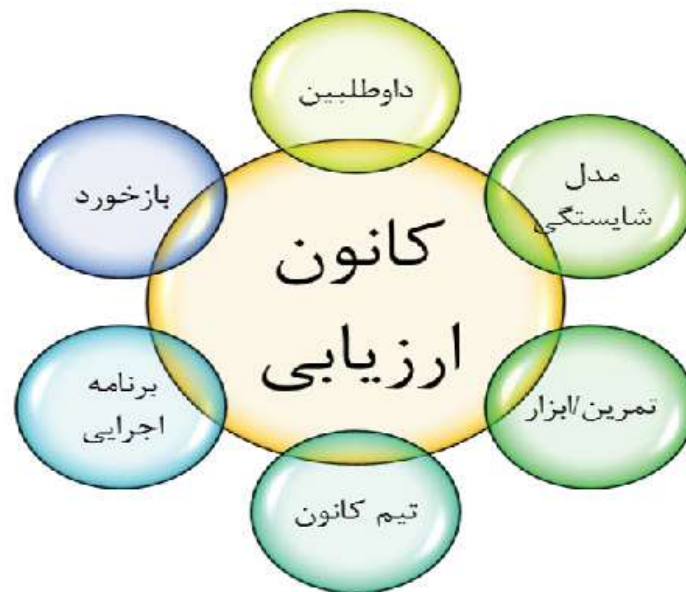 داوطلبین
مدل
شایستگی
تمرین/ابزار
تیم کانون
برنامه
اجرایی
بازخورد
کانون
ارزیابی